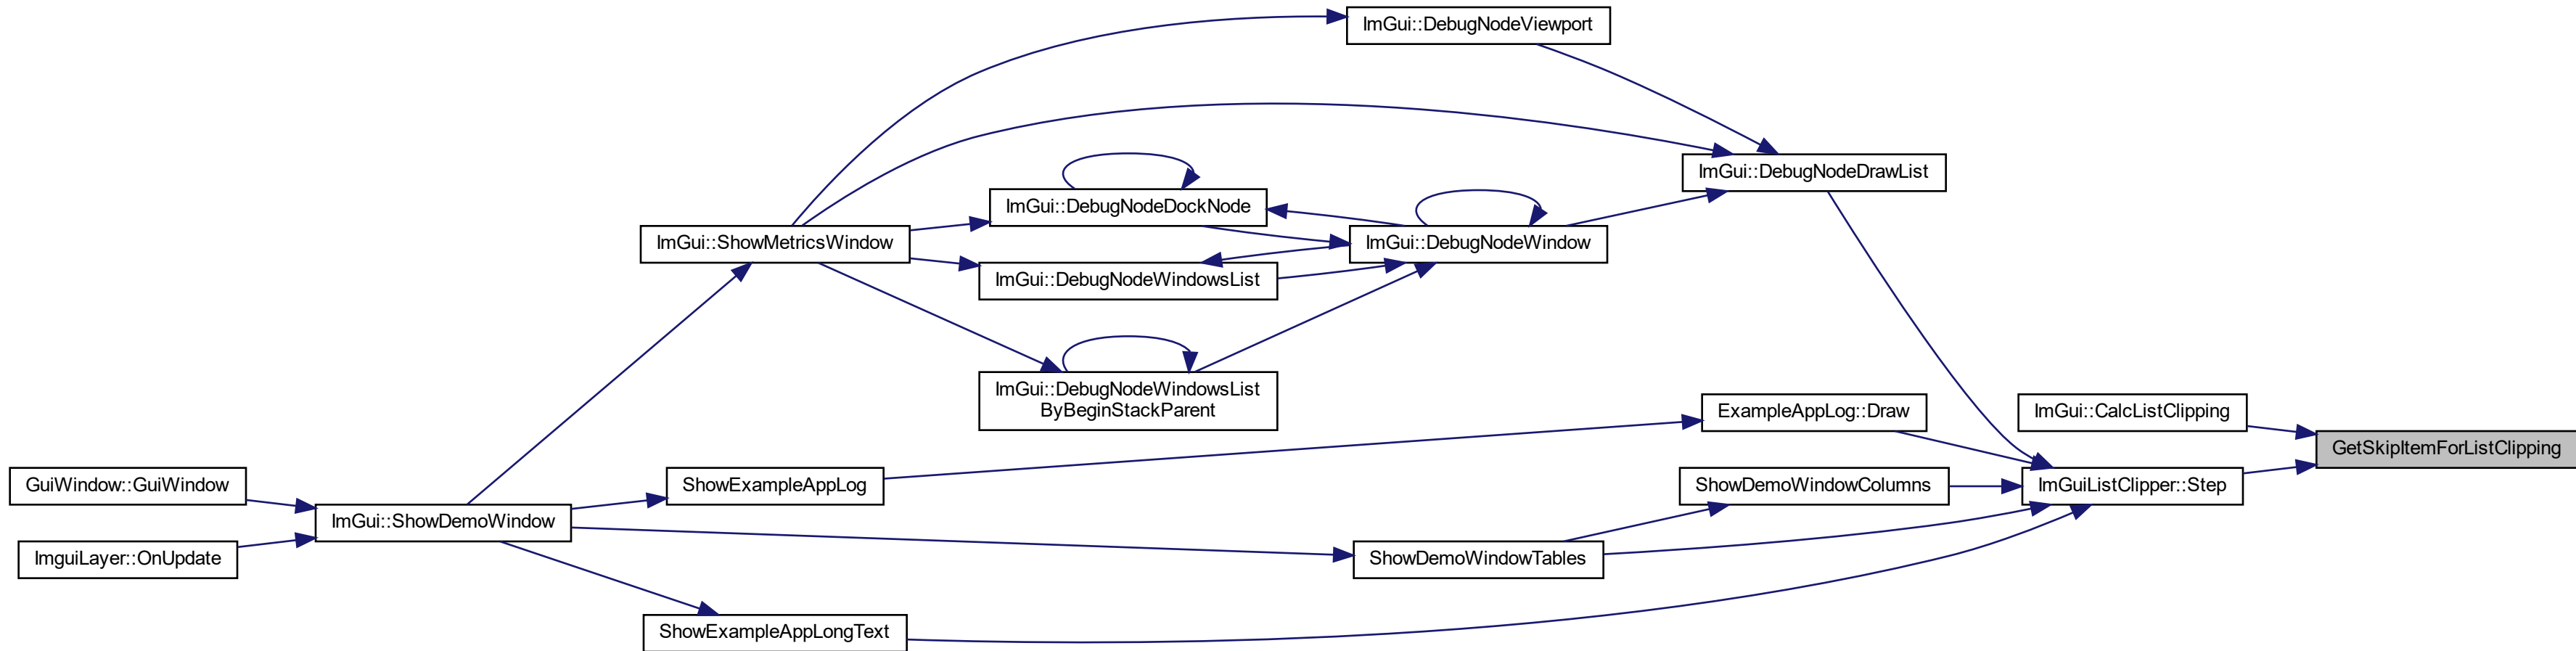 ImGui::DebugNodeViewport
ImGui::DebugNodeDrawList
ImGui::DebugNodeDockNode
ImGui::ShowMetricsWindow
ImGui::DebugNodeWindow
ImGui::DebugNodeWindowsList
ImGui::DebugNodeWindowsList
ByBeginStackParent
ExampleAppLog::Draw
ImGui::CalcListClipping
GetSkipItemForListClipping
GuiWindow::GuiWindow
ShowExampleAppLog
ShowDemoWindowColumns
ImGuiListClipper::Step
ImGui::ShowDemoWindow
ImguiLayer::OnUpdate
ShowDemoWindowTables
ShowExampleAppLongText